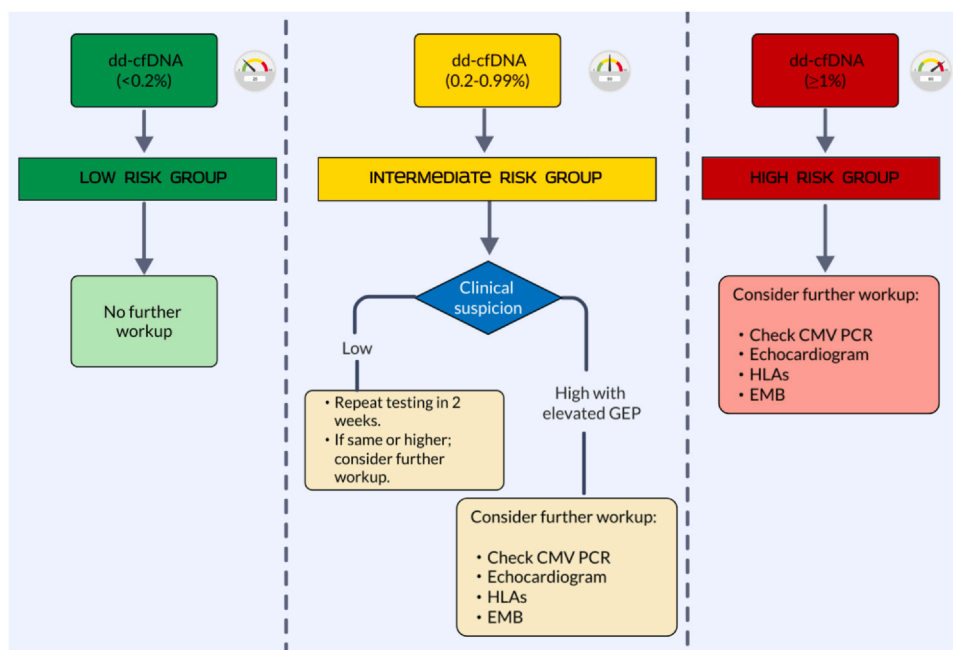 dd-cfDNA
(<0.2%)
LOW RISK GROUP
No further
workup
dd-cfDNA
(0.2-0.99%)
INTERMEDIATE RISK GROUP
Clinical
suspicion
Low
• Repeat testing in 2
weeks.
• If same or higher;
consider further
workup.
High with
elevated GEP
Consider further workup:
• Check CMV PCR
• Echocardiogram
• HLAs
• EMB
dd-cfDNA
(≥1%)
HIGH RISK GROUP
Consider further workup:
• Check CMV PCR
• Echocardiogram
• HLAs
• EMB